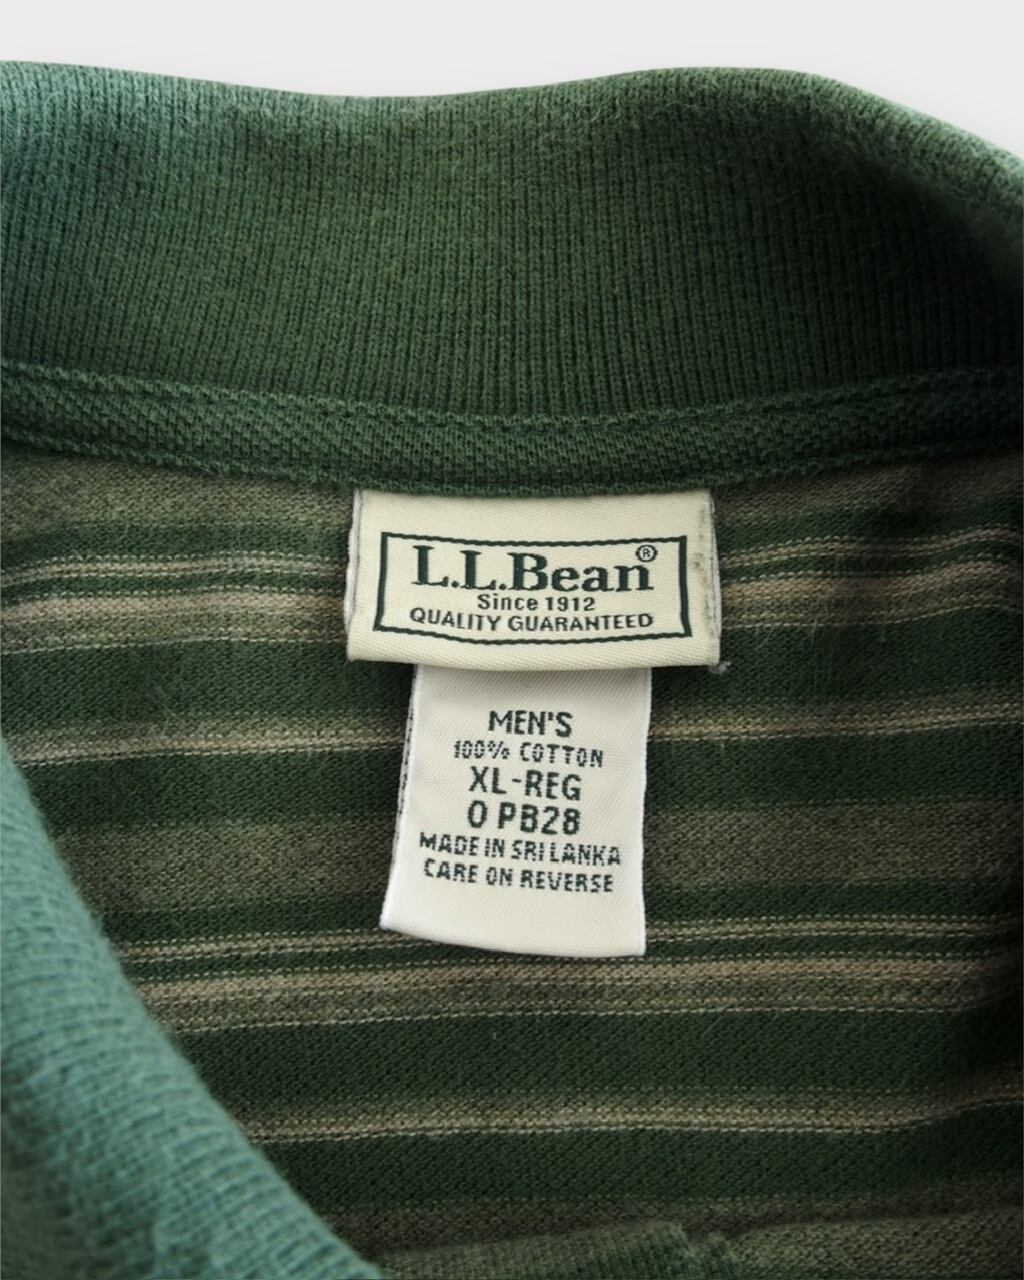 L.L.Bean®
Since 1912
QUALITY GUARANTEED
MEN'S
100% COTTON
XL-REG
0 PB28
MADE IN SRI LANKA
CARE ON REVERSE